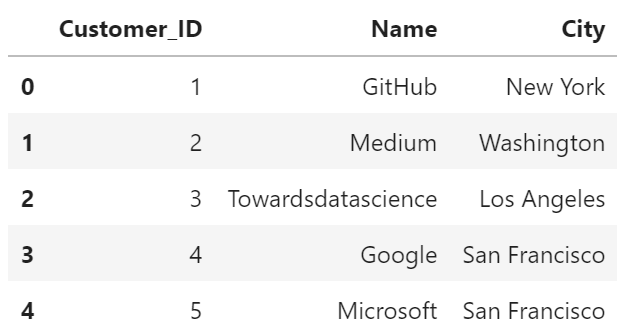 Customer_ID Name City
0 1 GitHub New York
1 2 Medium Washington
2 3 Towardsdatascience Los Angeles
3 4 Google San Francisco
4 5 Microsoft San Francisco